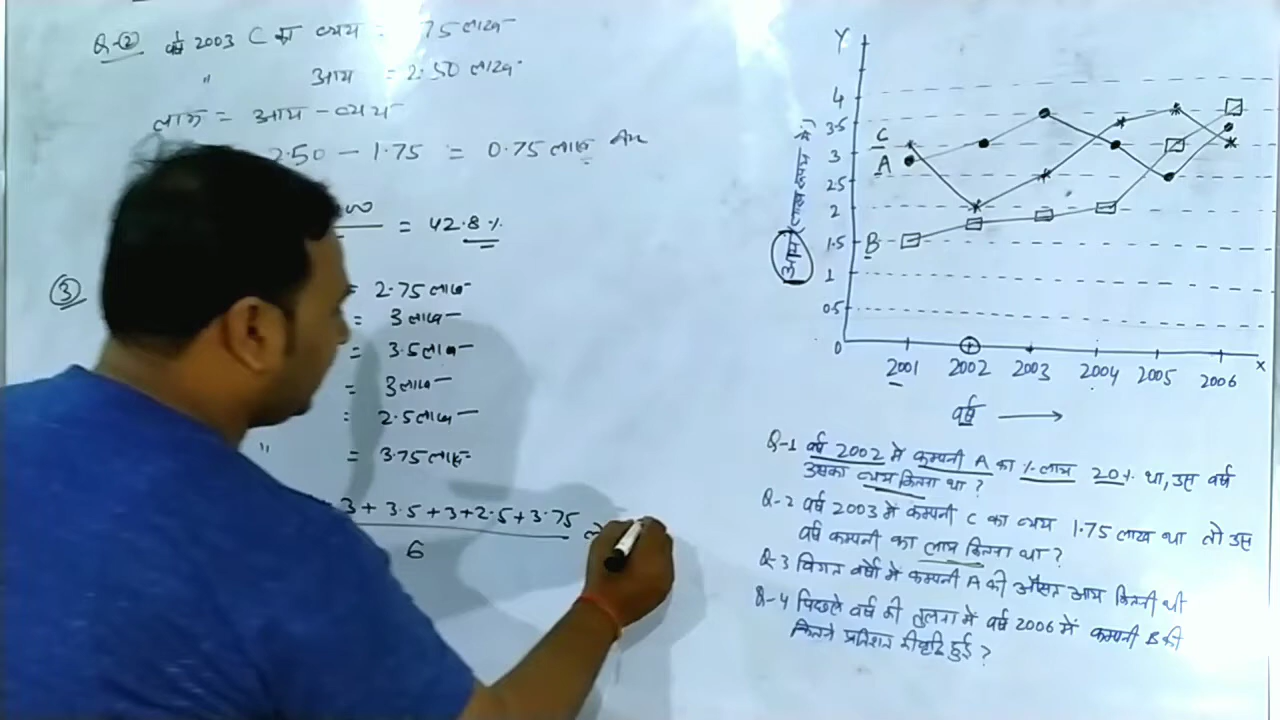 Q-② वर्ष 2003 C का व्यय = 75 लाख
" आय = 2.50 लाख
लाभ = आय - व्यय
2.50 - 1.75 = 0.75 लाख Ans
= 42.8 %
③ = 2.75 लाख
= 3 लाख
= 3.5 लाख
= 3 लाख
= 2.5 लाख
" = 3.75 लाख
3 + 3.5 + 3 + 2.5 + 3.75
6
Y
4
3.5
C
3
A
2.5
2
1.5 B
1
0.5
0
2001 2002 2003 2004 2005 2006 X
वर्ष
Q-1 वर्ष 2002 में कम्पनी A का % लाभ 20% था, उस वर्ष
उसका व्यय कितना था ?
Q-2 वर्ष 2003 में कम्पनी C का व्यय 1.75 लाख था तो उस
वर्ष कम्पनी का लाभ कितना था ?
Q-3 विगत वर्षो में कम्पनी A की औसत आय कितनी थी
Q-4 पिछले वर्ष की तुलना में वर्ष 2006 में कम्पनी B की
कितने प्रतिशत की वृद्धि हुई ?